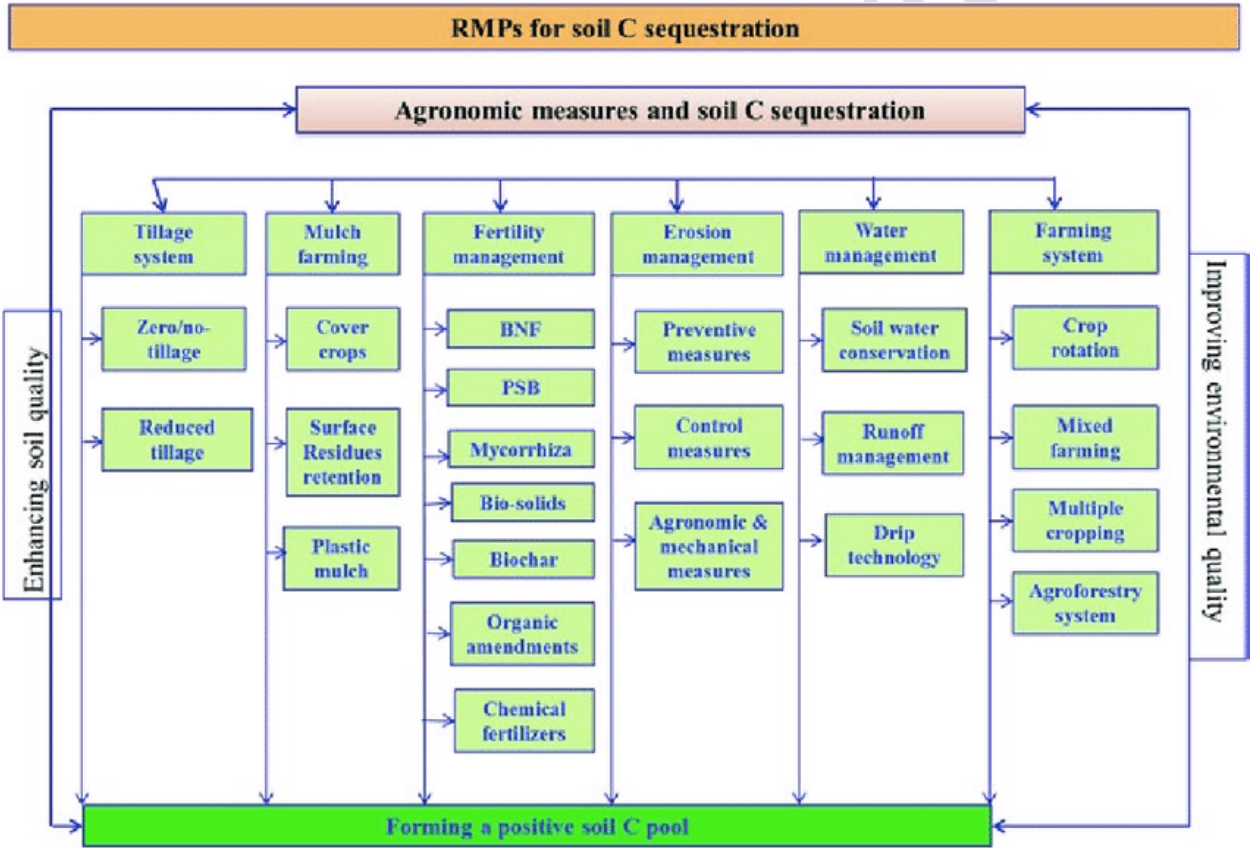 RMPs for soil C sequestration
Agronomic measures and soil C sequestration
Tillage
system
Zero/no-
tillage
Reduced
tillage
Mulch
farming
Cover
crops
Surface
Residues
retention
Plastic
mulch
Fertility
management
BNF
PSB
Mycorrhiza
Bio-solids
Biochar
Organic
amendments
Chemical
fertilizers
Erosion
management
Preventive
measures
Control
measures
Agronomic &
mechanical
measures
Water
management
Soil water
conservation
Runoff
management
Drip
technology
Farming
system
Crop
rotation
Mixed
farming
Multiple
cropping
Agroforestry
system
Enhancing soil quality
Improving environmental quality
Forming a positive soil C pool